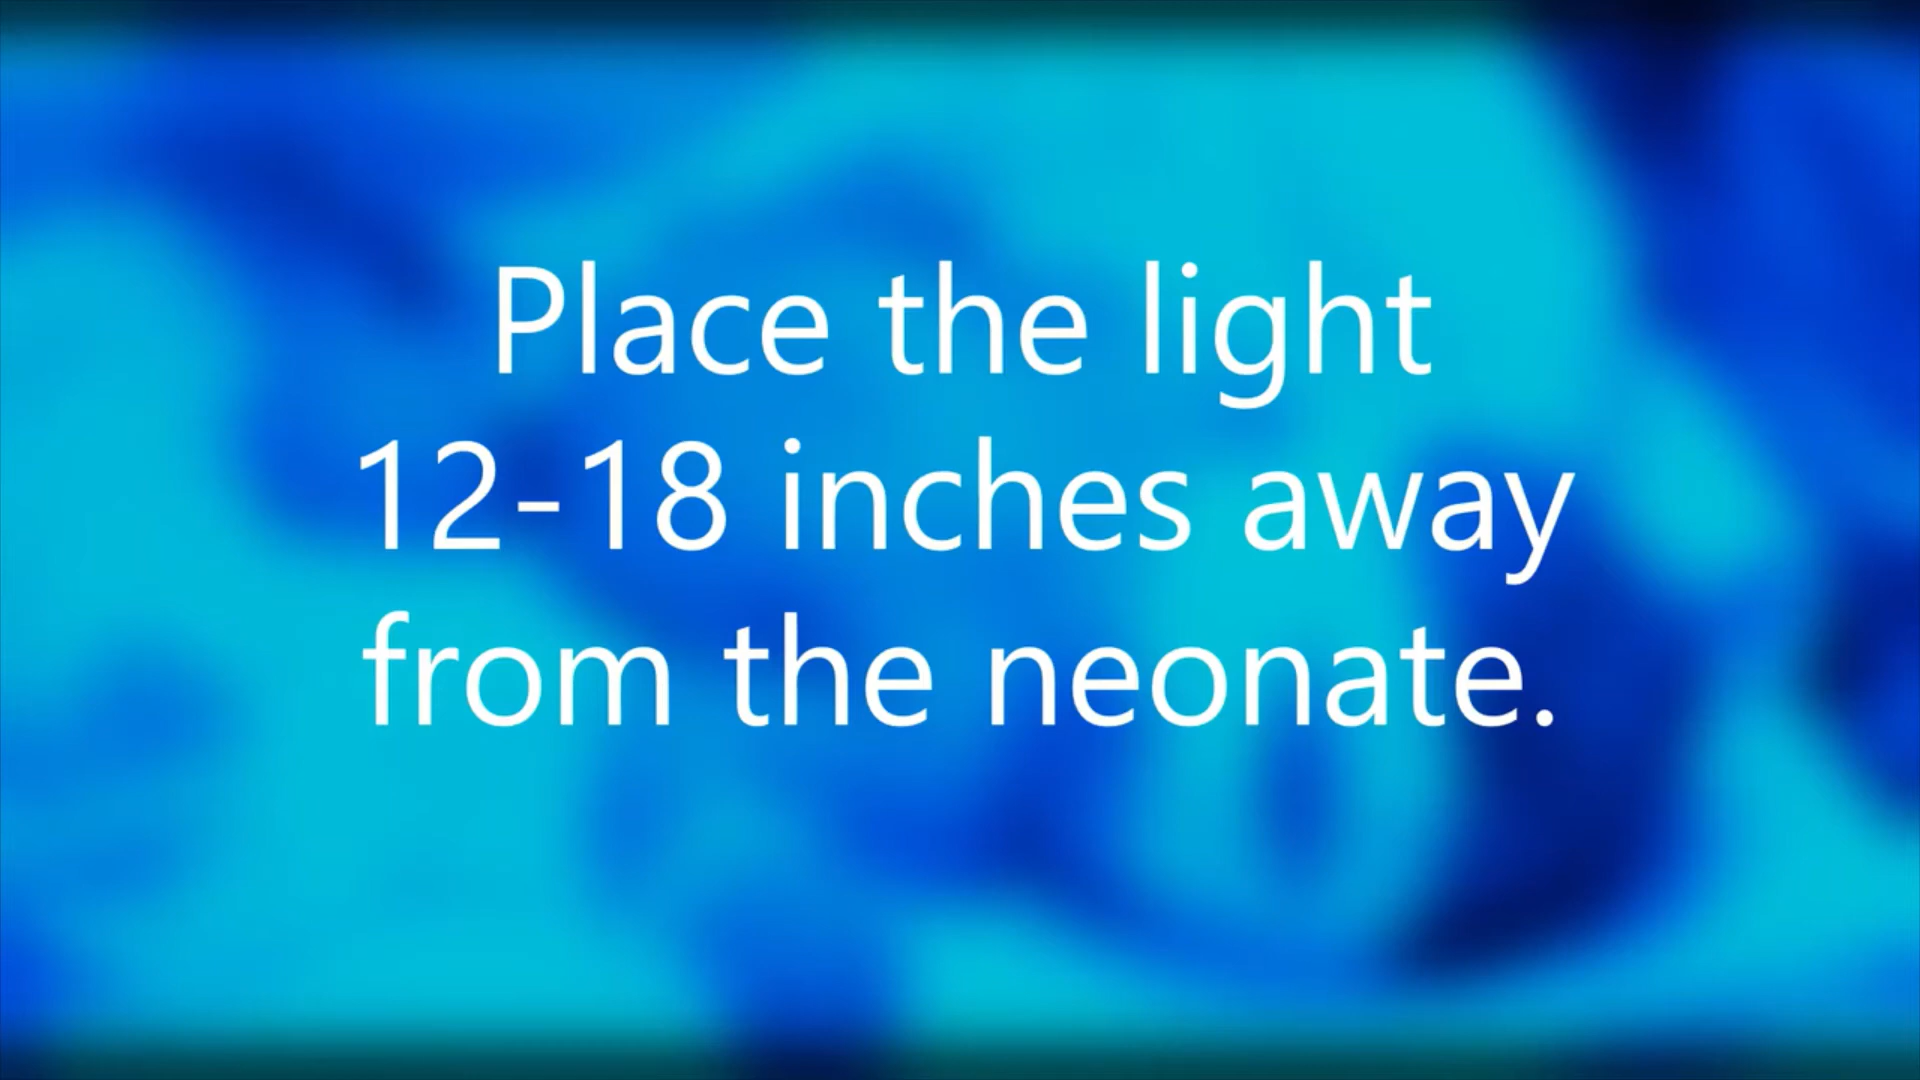 Place the light
12-18 inches away
from the neonate.